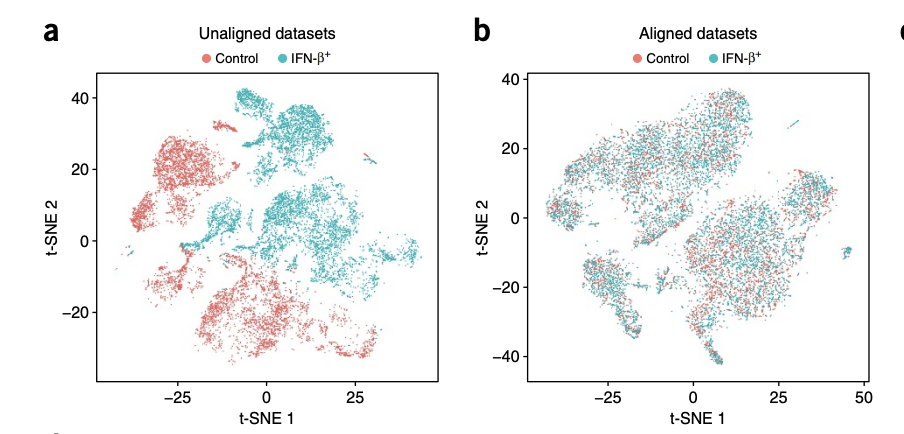 a
Unaligned datasets
Control IFN-β+
40
20
0
−20
t-SNE 2
−25 0 25
t-SNE 1
b
Aligned datasets
Control IFN-β+
40
20
0
−20
−40
t-SNE 2
−25 0 25 50
t-SNE 1